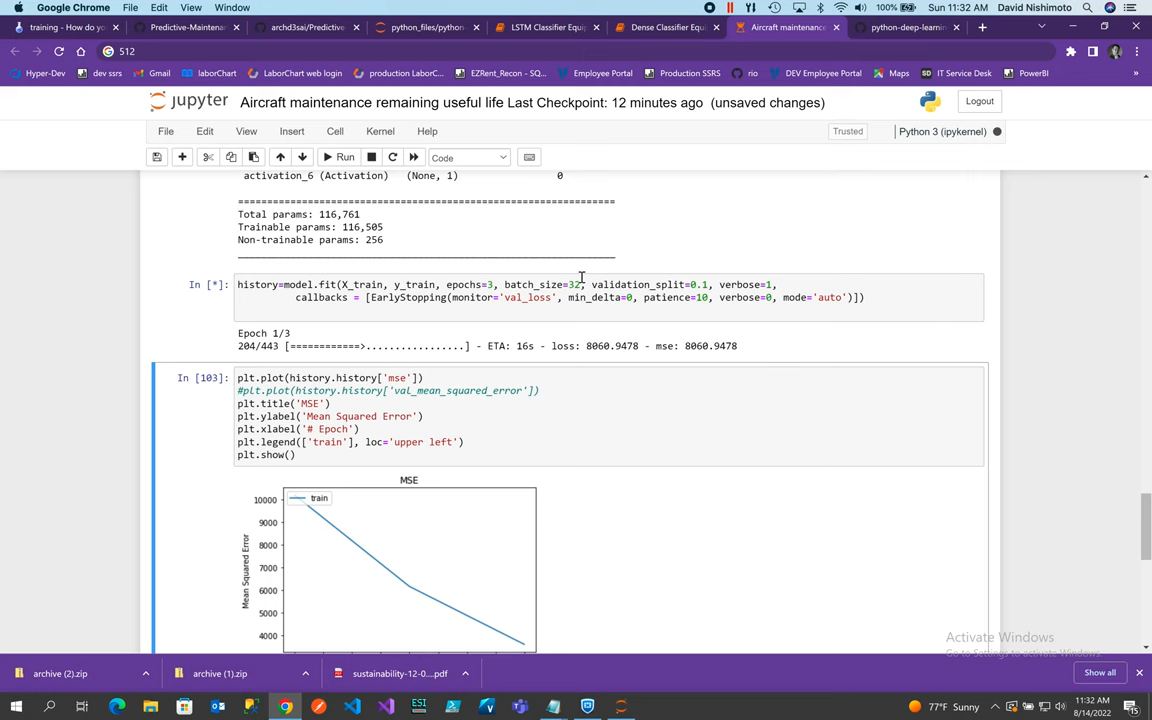 Google Chrome File Edit View Window 100% Sun 11:32 AM David Nishimoto
training - How do yo Predictive-Maintena archd3sai/Predictive python_files/python LSTM Classifier Equip Dense Classifier Equ Aircraft maintenance python-deep-learnin
512
Hyper-Dev dev ssrs Gmail laborChart LaborChart web login production LaborC... EZRent_Recon - SQ... Employee Portal Production SSRS rio DEV Employee Portal Maps SD IT Service Desk PowerBI »
jupyter Aircraft maintenance remaining useful life Last Checkpoint: 12 minutes ago (unsaved changes) Logout
File Edit View Insert Cell Kernel Help Trusted Python 3 (ipykernel)
Run Code
activation_6 (Activation) (None, 1) 0
=================================================================
Total params: 116,761
Trainable params: 116,505
Non-trainable params: 256
_________________________________________________________________
In [*]: history=model.fit(X_train, y_train, epochs=3, batch_size=32, validation_split=0.1, verbose=1,
callbacks = [EarlyStopping(monitor='val_loss', min_delta=0, patience=10, verbose=0, mode='auto')])
Epoch 1/3
204/443 [============>.................] - ETA: 16s - loss: 8060.9478 - mse: 8060.9478
In [103]: plt.plot(history.history['mse'])
#plt.plot(history.history['val_mean_squared_error'])
plt.title('MSE')
plt.ylabel('Mean Squared Error')
plt.xlabel('# Epoch')
plt.legend(['train'], loc='upper left')
plt.show()
MSE
train
10000
9000
8000
7000
6000
5000
4000
Mean Squared Error
Activate Windows
Go to Settings to activate Windows.
archive (2).zip archive (1).zip sustainability-12-0....pdf Show all
77°F Sunny 11:32 AM
8/14/2022
15